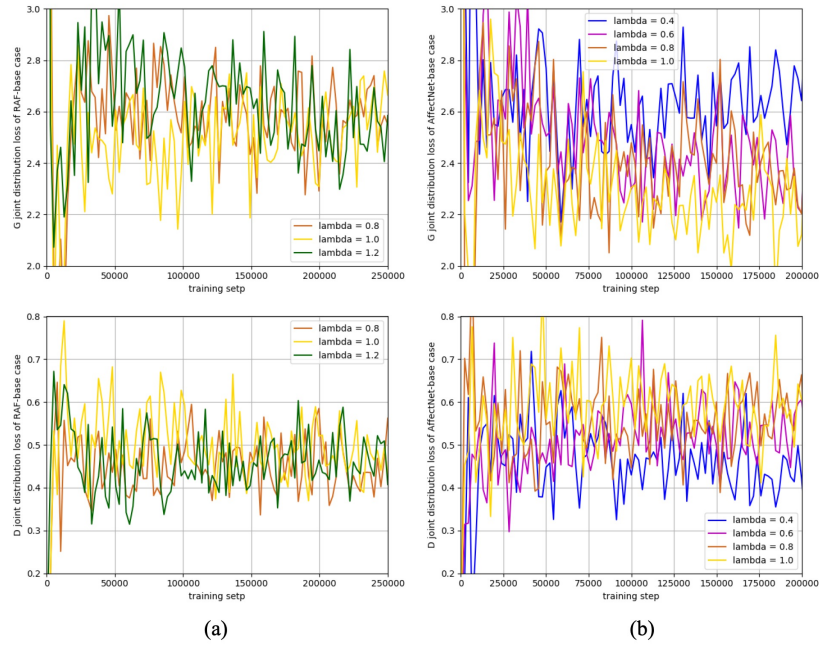 G joint distribution loss of RAF-base case
3.0
2.8
2.6
2.4
2.2
2.0
0
50000
100000
150000
200000
250000
training setp
lambda = 0.8
lambda = 1.0
lambda = 1.2
G joint distribution loss of AffectNet-base case
3.0
2.8
2.6
2.4
2.2
2.0
0
25000
50000
75000
100000
125000
150000
175000
200000
training step
lambda = 0.4
lambda = 0.6
lambda = 0.8
lambda = 1.0
D joint distribution loss of RAF-base case
0.8
0.7
0.6
0.5
0.4
0.3
0.2
0
50000
100000
150000
200000
250000
training setp
lambda = 0.8
lambda = 1.0
lambda = 1.2
D joint distribution loss of AffectNet-base case
0.8
0.7
0.6
0.5
0.4
0.3
0.2
0
25000
50000
75000
100000
125000
150000
175000
200000
training step
lambda = 0.4
lambda = 0.6
lambda = 0.8
lambda = 1.0
(a)
(b)